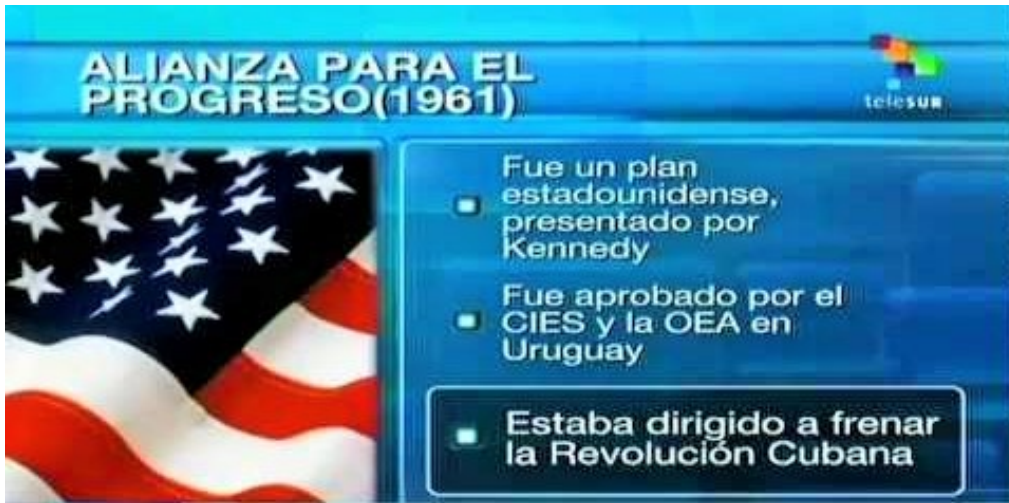 ALIANZA PARA EL
PROGRESO(1961)
teleSUR
Fue un plan
estadounidense,
presentado por
Kennedy
Fue aprobado por el
CIES y la OEA en
Uruguay
Estaba dirigido a frenar
la Revolución Cubana